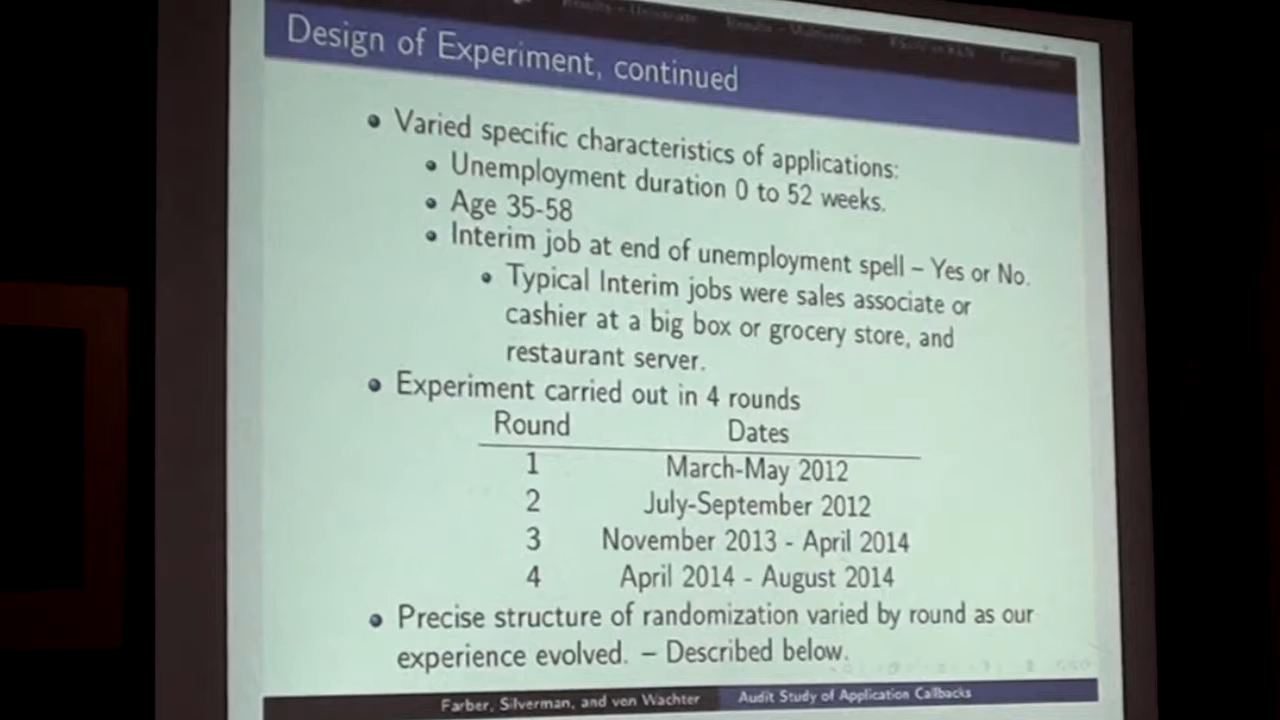 Design of Experiment, continued
• Varied specific characteristics of applications:
• Unemployment duration 0 to 52 weeks.
• Age 35-58
• Interim job at end of unemployment spell – Yes or No.
• Typical Interim jobs were sales associate or
cashier at a big box or grocery store, and
restaurant server.
• Experiment carried out in 4 rounds
Round Dates
1 March-May 2012
2 July-September 2012
3 November 2013 - April 2014
4 April 2014 - August 2014
• Precise structure of randomization varied by round as our
experience evolved. – Described below.
Farber, Silverman, and von Wachter Audit Study of Application Callbacks